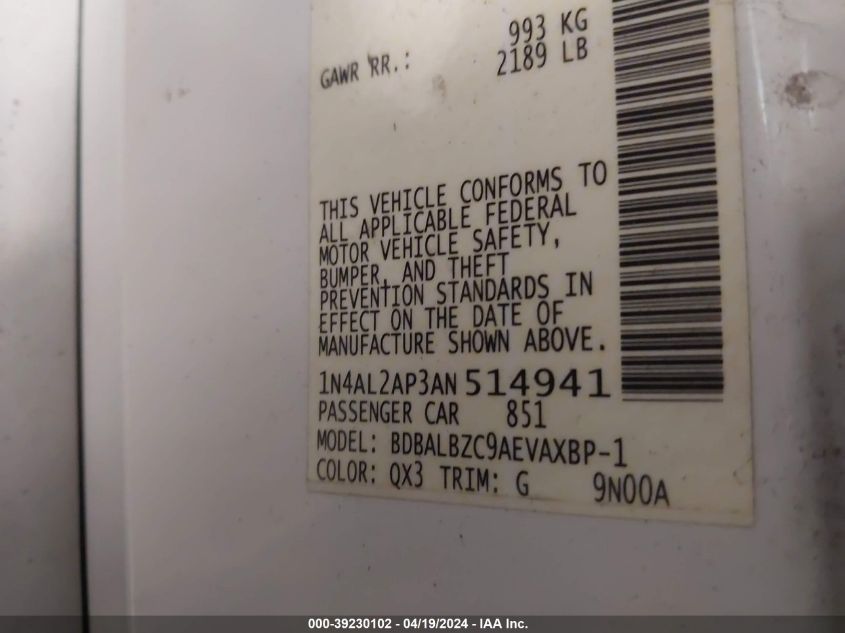 993 KG
GAWR RR.: 2189 LB
THIS VEHICLE CONFORMS TO
ALL APPLICABLE FEDERAL
MOTOR VEHICLE SAFETY,
BUMPER, AND THEFT
PREVENTION STANDARDS IN
EFFECT ON THE DATE OF
MANUFACTURE SHOWN ABOVE.
1N4AL2AP3AN514941
PASSENGER CAR 851
MODEL: BDBALBZC9AEVAXBP-1
COLOR: QX3 TRIM: G 9N00A
000-39230102 - 04/19/2024 - IAA Inc.